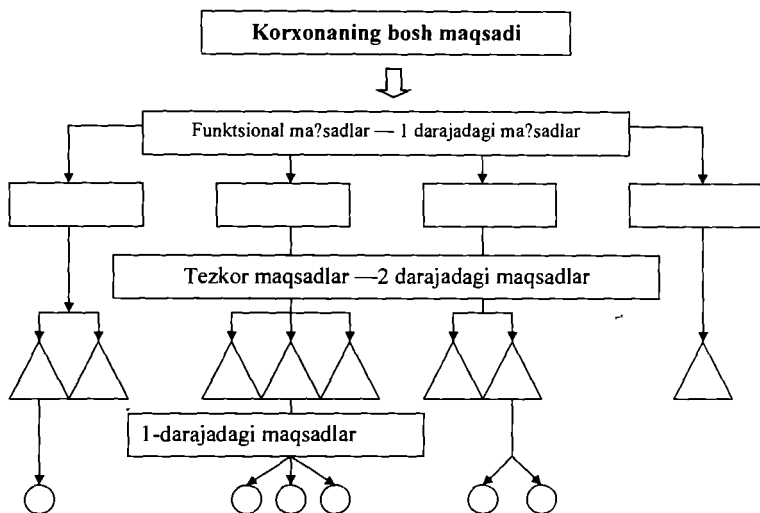 Korxonaning bosh maqsadi
Funktsional ma?sadlar — 1 darajadagi ma?sadlar
Tezkor maqsadlar —2 darajadagi maqsadlar
1-darajadagi maqsadlar